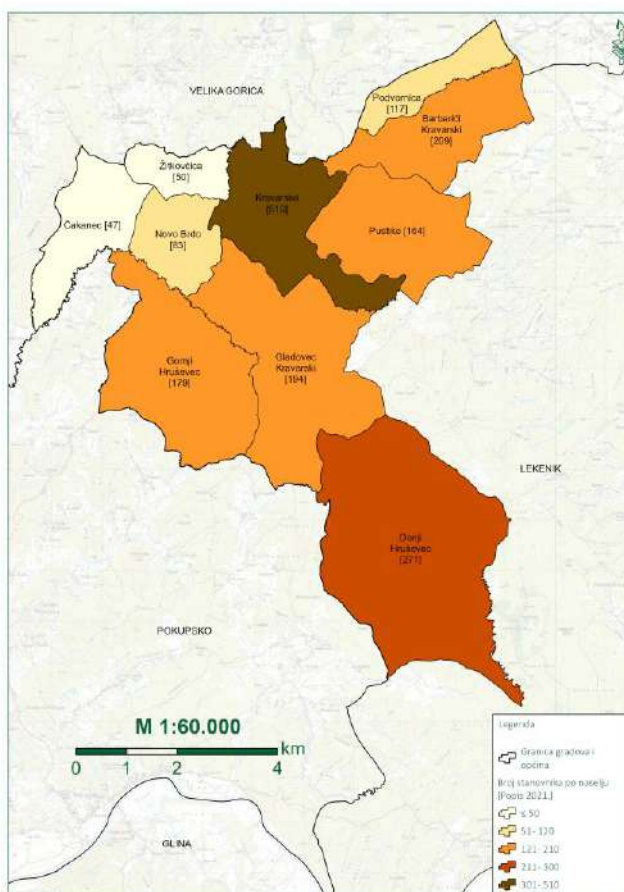 VELIKA GORICA
Podvornica
[117]
Barbarići
Kravarski
[209]
Žitkovčica
[50]
Kravarsko
[510]
Čakanec [47]
Novo Brdo
[83]
Pustike [164]
Gladovec
Kravarski
[194]
Gornji
Hruševec
[179]
LEKENIK
Donji
Hruševec
[271]
POKUPSKO
M 1:60.000
km
0 1 2 4
GLINA
Legenda
Granica gradova i
općina
Broj stanovnika po naselju
(Popis 2021.)
≤ 50
51- 120
121- 210
211- 300
301- 510